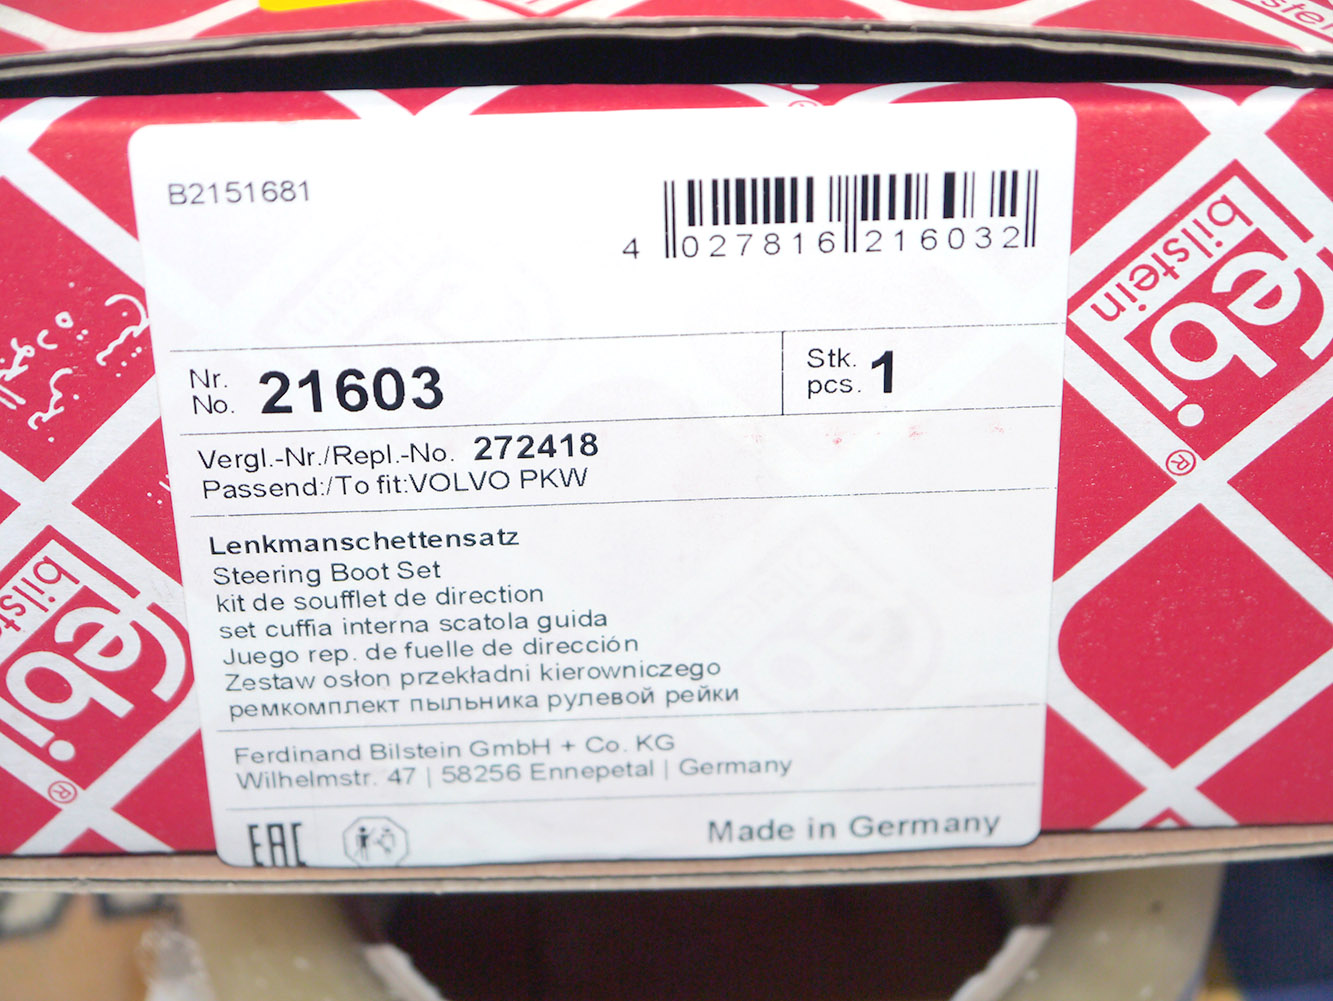 B2151681
4 027816 216032
Nr.
No. 21603
Stk.
pcs. 1
Vergl.-Nr./Repl.-No. 272418
Passend:/To fit:VOLVO PKW
Lenkmanschettensatz
Steering Boot Set
kit de soufflet de direction
set cuffia interna scatola guida
Juego rep. de fuelle de dirección
Zestaw osłon przekładni kierowniczego
ремкомплект пыльника рулевой рейки
Ferdinand Bilstein GmbH + Co. KG
Wilhelmstr. 47 | 58256 Ennepetal | Germany
EAC
Made in Germany
febi
bilstein
®
febi
bilstein
®